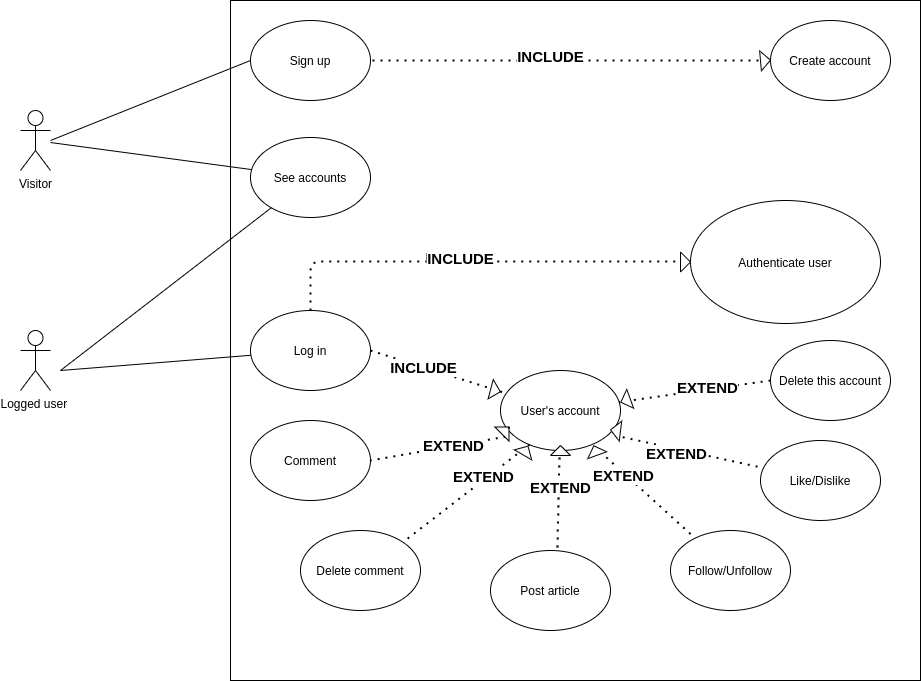 Sign up
INCLUDE
Create account
Visitor
See accounts
INCLUDE
Authenticate user
Logged user
Log in
INCLUDE
User's account
EXTEND
Delete this account
Comment
EXTEND
EXTEND
EXTEND
EXTEND
EXTEND
Like/Dislike
Delete comment
Post article
Follow/Unfollow